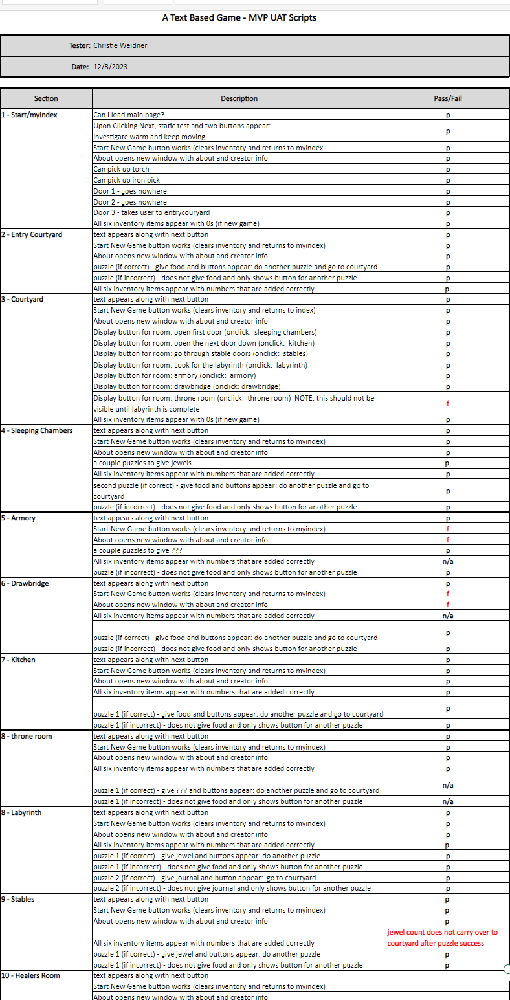 A Text Based Game - MVP UAT Scripts
Tester: Christie Weidner
Date: 12/8/2023
Section Description Pass/Fail
1 - Start/myIndex Can I load main page? p
Upon Clicking Next, static test and two buttons appear:
investigate warm and keep moving p
Start New Game button works (clears inventory and returns to myindex p
About opens new window with about and creator info p
Can pick up torch p
Can pick up iron pick p
Door 1 - goes nowhere p
Door 2 - goes nowhere p
Door 3 - takes user to entrycouryard p
All six inventory items appear with 0s (if new game) p
2 - Entry Courtyard text appears along with next button p
Start New Game button works (clears inventory and returns to myindex) p
About opens new window with about and creator info p
puzzle (if correct) - give food and buttons appear: do another puzzle and go to courtyard p
puzzle (if incorrect) - does not give food and only shows button for another puzzle p
All six inventory items appear with numbers that are added correctly p
3 - Courtyard text appears along with next button p
Start New Game button works (clears inventory and returns to index) p
About opens new window with about and creator info p
Display button for room: open first door (onclick: sleeping chambers) p
Display button for room: open the next door down (onclick: kitchen) p
Display button for room: go through stable doors (onclick: stables) p
Display button for room: Look for the labyrinth (onclick: labyrinth) p
Display button for room: armory (onclick: armory) p
Display button for room: drawbridge (onclick: drawbridge) p
Display button for room: throne room (onclick: throne room) NOTE: this should not be
visible until labyrinth is complete f
All six inventory items appear with 0s (if new game) p
4 - Sleeping Chambers text appears along with next button p
Start New Game button works (clears inventory and returns to myindex) p
About opens new window with about and creator info p
a couple puzzles to give jewels p
All six inventory items appear with numbers that are added correctly p
second puzzle (if correct) - give food and buttons appear: do another puzzle and go to
courtyard p
puzzle (if incorrect) - does not give food and only shows button for another puzzle p
5 - Armory text appears along with next button p
Start New Game button works (clears inventory and returns to myindex) f
About opens new window with about and creator info f
a couple puzzles to give ??? p
All six inventory items appear with numbers that are added correctly n/a
puzzle (if incorrect) - does not give food and only shows button for another puzzle p
6 - Drawbridge text appears along with next button p
Start New Game button works (clears inventory and returns to myindex) f
About opens new window with about and creator info f
All six inventory items appear with numbers that are added correctly n/a
puzzle (if correct) - give food and buttons appear: do another puzzle and go to courtyard p
puzzle (if incorrect) - does not give food and only shows button for another puzzle p
7 - Kitchen text appears along with next button p
Start New Game button works (clears inventory and returns to myindex) p
About opens new window with about and creator info p
All six inventory items appear with numbers that are added correctly p
puzzle 1 (if correct) - give food and buttons appear: do another puzzle and go to courtyard p
puzzle 1 (if incorrect) - does not give food and only shows button for another puzzle p
8 - throne room text appears along with next button p
Start New Game button works (clears inventory and returns to myindex) p
About opens new window with about and creator info p
All six inventory items appear with numbers that are added correctly p
puzzle 1 (if correct) - give ??? and buttons appear: do another puzzle and go to courtyard n/a
puzzle 1 (if incorrect) - does not give food and only shows button for another puzzle n/a
8 - Labyrinth text appears along with next button p
Start New Game button works (clears inventory and returns to myindex) p
About opens new window with about and creator info p
All six inventory items appear with numbers that are added correctly p
puzzle 1 (if correct) - give jewel and buttons appear: do another puzzle p
puzzle 1 (if incorrect) - does not give food and only shows button for another puzzle p
puzzle 2 (if correct) - give journal and button appear: go to courtyard p
puzzle 2 (if incorrect) - does not give journal and only shows button for another puzzle p
9 - Stables text appears along with next button p
Start New Game button works (clears inventory and returns to myindex) p
About opens new window with about and creator info p
jewel count does not carry over to
All six inventory items appear with numbers that are added correctly courtyard after puzzle success
puzzle 1 (if correct) - give jewel and buttons appear: do another puzzle p
puzzle 1 (if incorrect) - does not give food and only shows button for another puzzle p
10 - Healers Room text appears along with next button
Start New Game button works (clears inventory and returns to myindex)
About opens new window with about and creator info